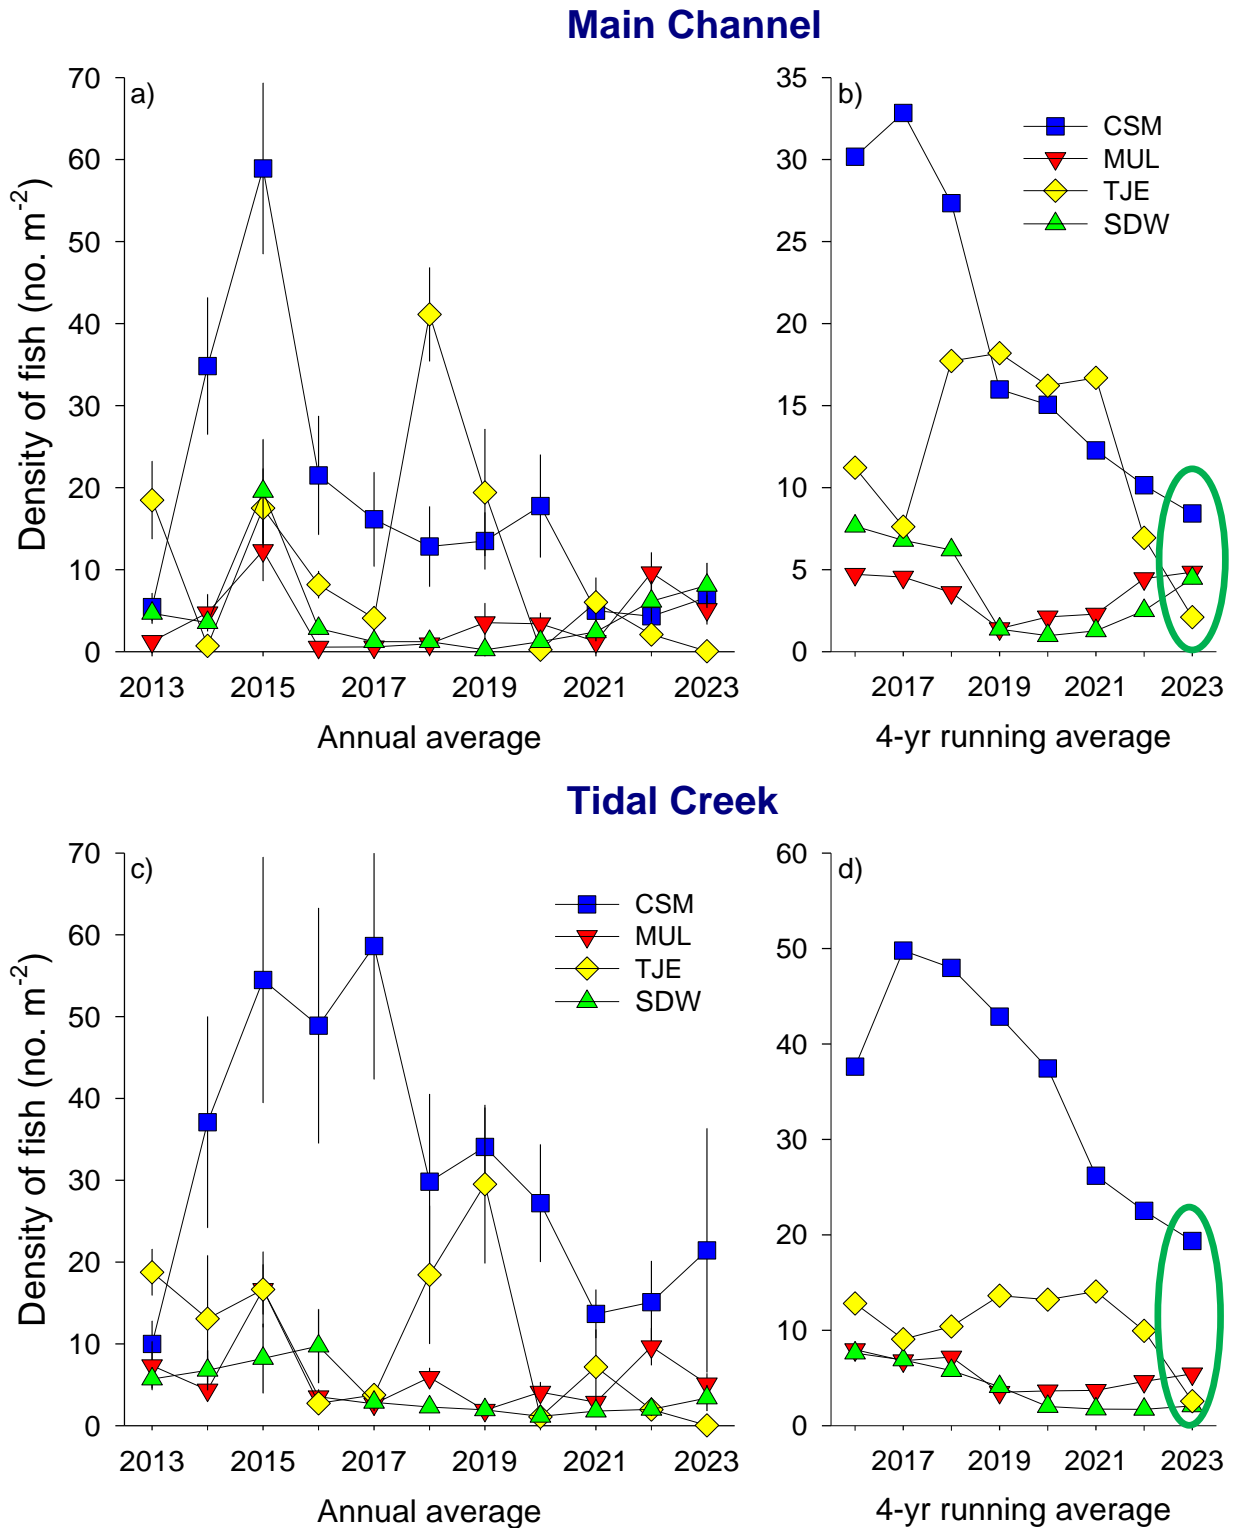 Main Channel
Density of fish (no. m-2)
70
60
50
40
30
20
10
0
a)
2013 2015 2017 2019 2021 2023
Annual average
35
30
25
20
15
10
5
0
b)
CSM
MUL
TJE
SDW
2017 2019 2021 2023
4-yr running average
Tidal Creek
Density of fish (no. m-2)
70
60
50
40
30
20
10
0
c)
CSM
MUL
TJE
SDW
2013 2015 2017 2019 2021 2023
Annual average
60
50
40
30
20
10
0
d)
2017 2019 2021 2023
4-yr running average